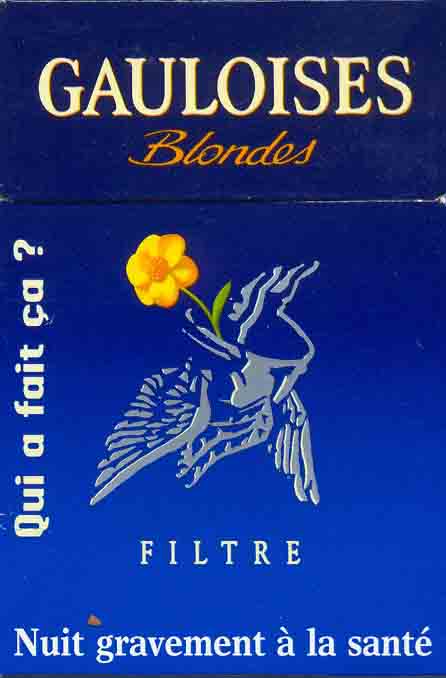 GAULOISES
Blondes
Qui a fait ça ?
FILTRE
Nuit gravement à la santé